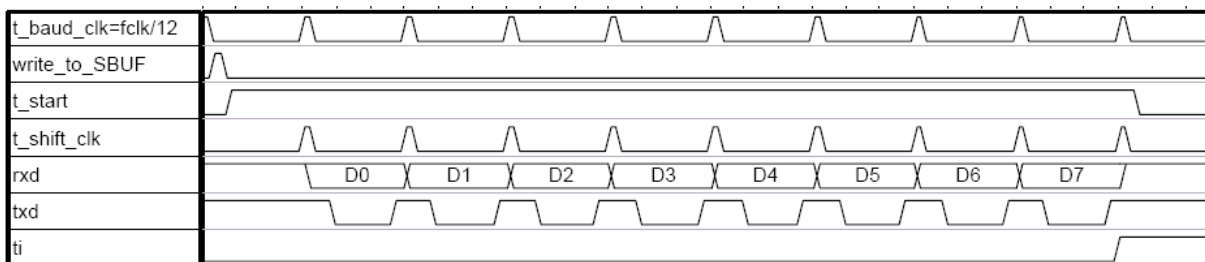 t_baud_clk=fclk/12
write_to_SBUF
t_start
t_shift_clk
rxd D0 D1 D2 D3 D4 D5 D6 D7
txd
ti